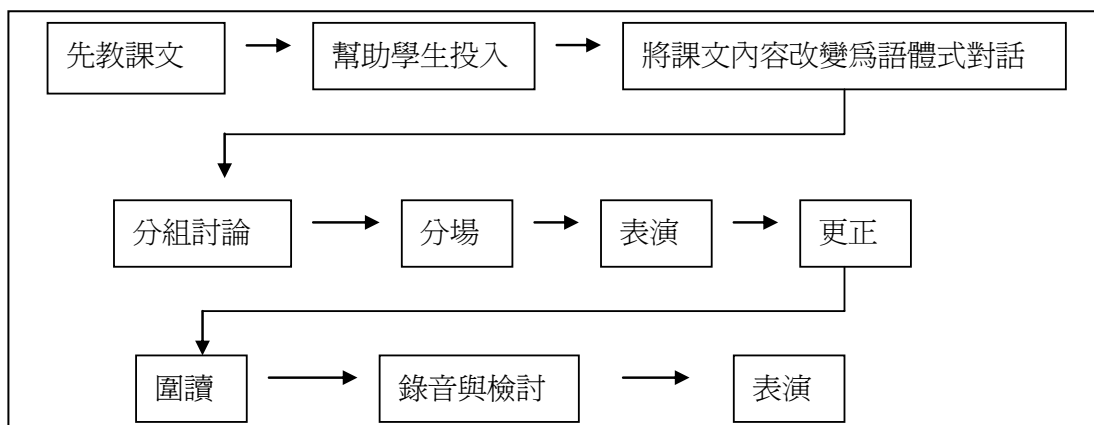 先教課文
幫助學生投入
將課文內容改變爲語體式對話
分組討論
分場
表演
更正
圍讀
錄音與檢討
表演